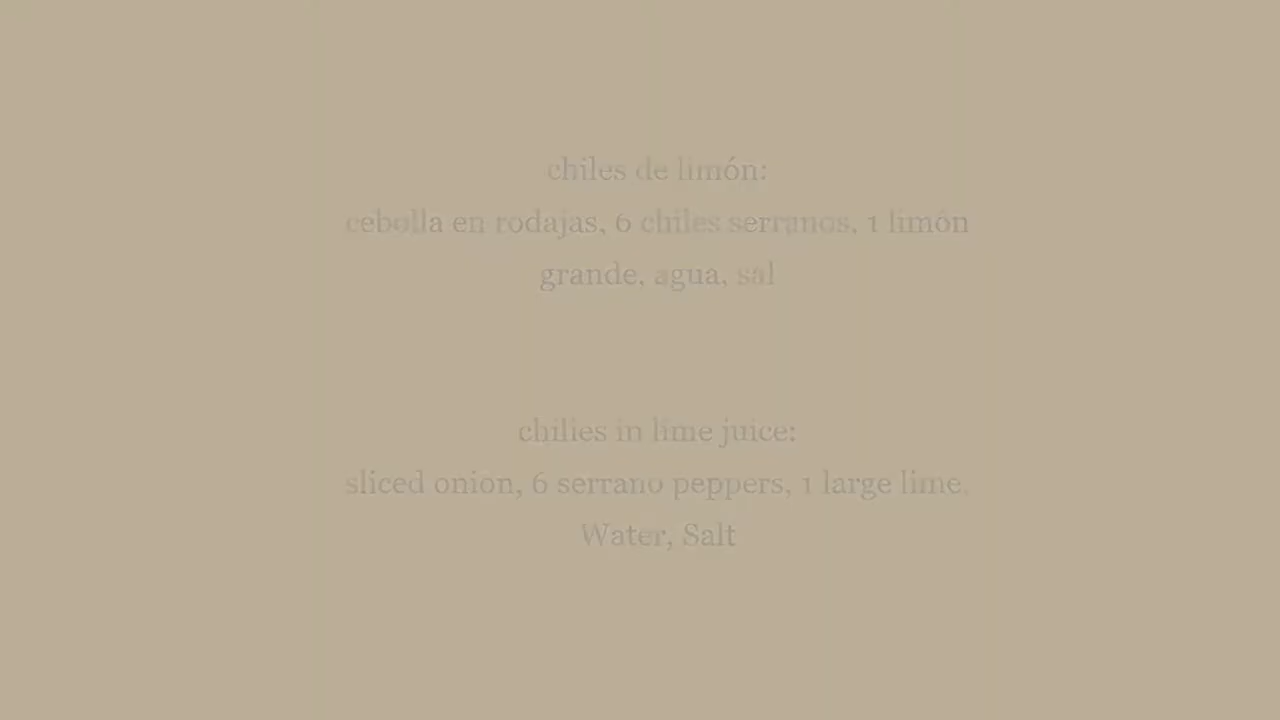 chiles de limón:
cebolla en rodajas, 6 chiles serranos, 1 limón
grande, agua, sal
chilies in lime juice:
sliced onion, 6 serrano peppers, 1 large lime.
Water, Salt